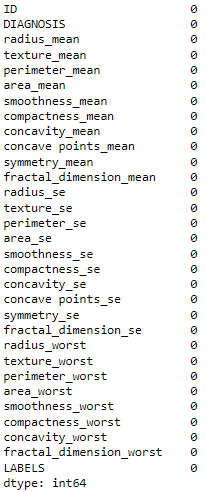 ID 0
DIAGNOSIS 0
radius_mean 0
texture_mean 0
perimeter_mean 0
area_mean 0
smoothness_mean 0
compactness_mean 0
concavity_mean 0
concave points_mean 0
symmetry_mean 0
fractal_dimension_mean 0
radius_se 0
texture_se 0
perimeter_se 0
area_se 0
smoothness_se 0
compactness_se 0
concavity_se 0
concave points_se 0
symmetry_se 0
fractal_dimension_se 0
radius_worst 0
texture_worst 0
perimeter_worst 0
area_worst 0
smoothness_worst 0
compactness_worst 0
concavity_worst 0
fractal_dimension_worst 0
LABELS 0
dtype: int64